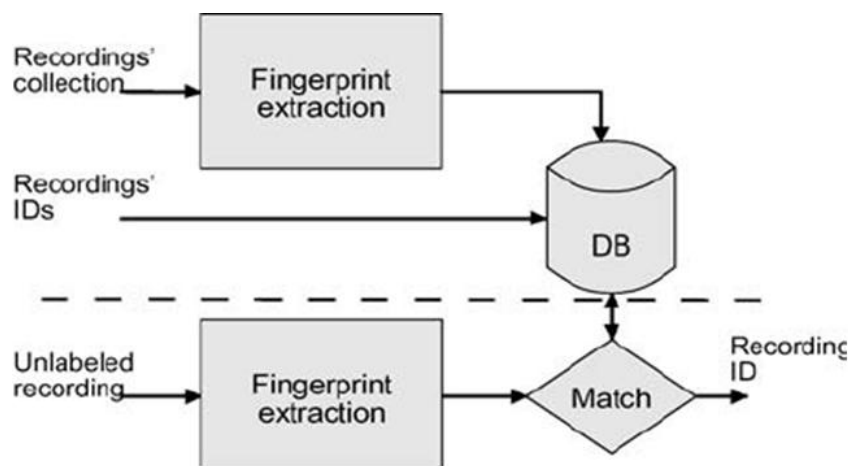 Recordings'
collection
Fingerprint
extraction
Recordings'
IDs
DB
Unlabeled
recording
Fingerprint
extraction
Match
Recording
ID